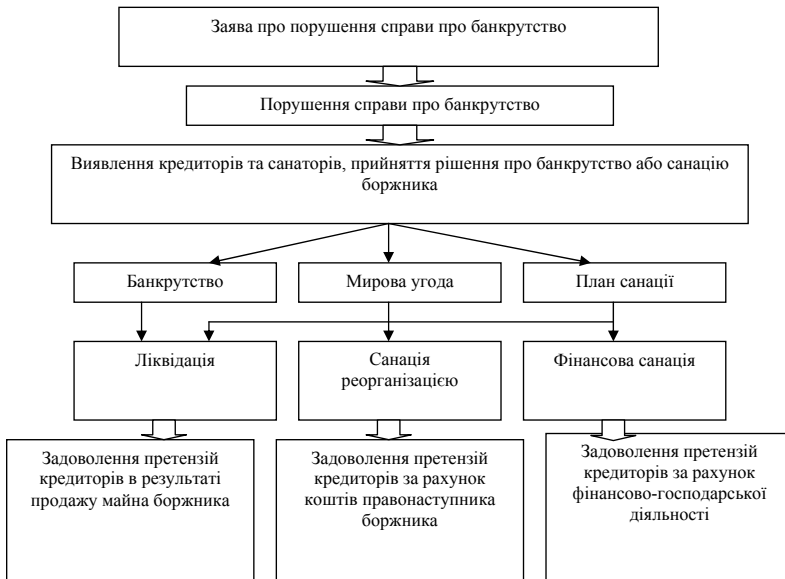 Заява про порушення справи про банкрутство
Порушення справи про банкрутство
Виявлення кредиторів та санаторів, прийняття рішення про банкрутство або санацію
боржника
Банкрутство
Мирова угода
План санації
Ліквідація
Санація
реорганізацією
Фінансова санація
Задоволення претензій
кредиторів в результаті
продажу майна боржника
Задоволення претензій
кредиторів за рахунок
коштів правонаступника
боржника
Задоволення претензій
кредиторів за рахунок
фінансово-господарської
діяльності